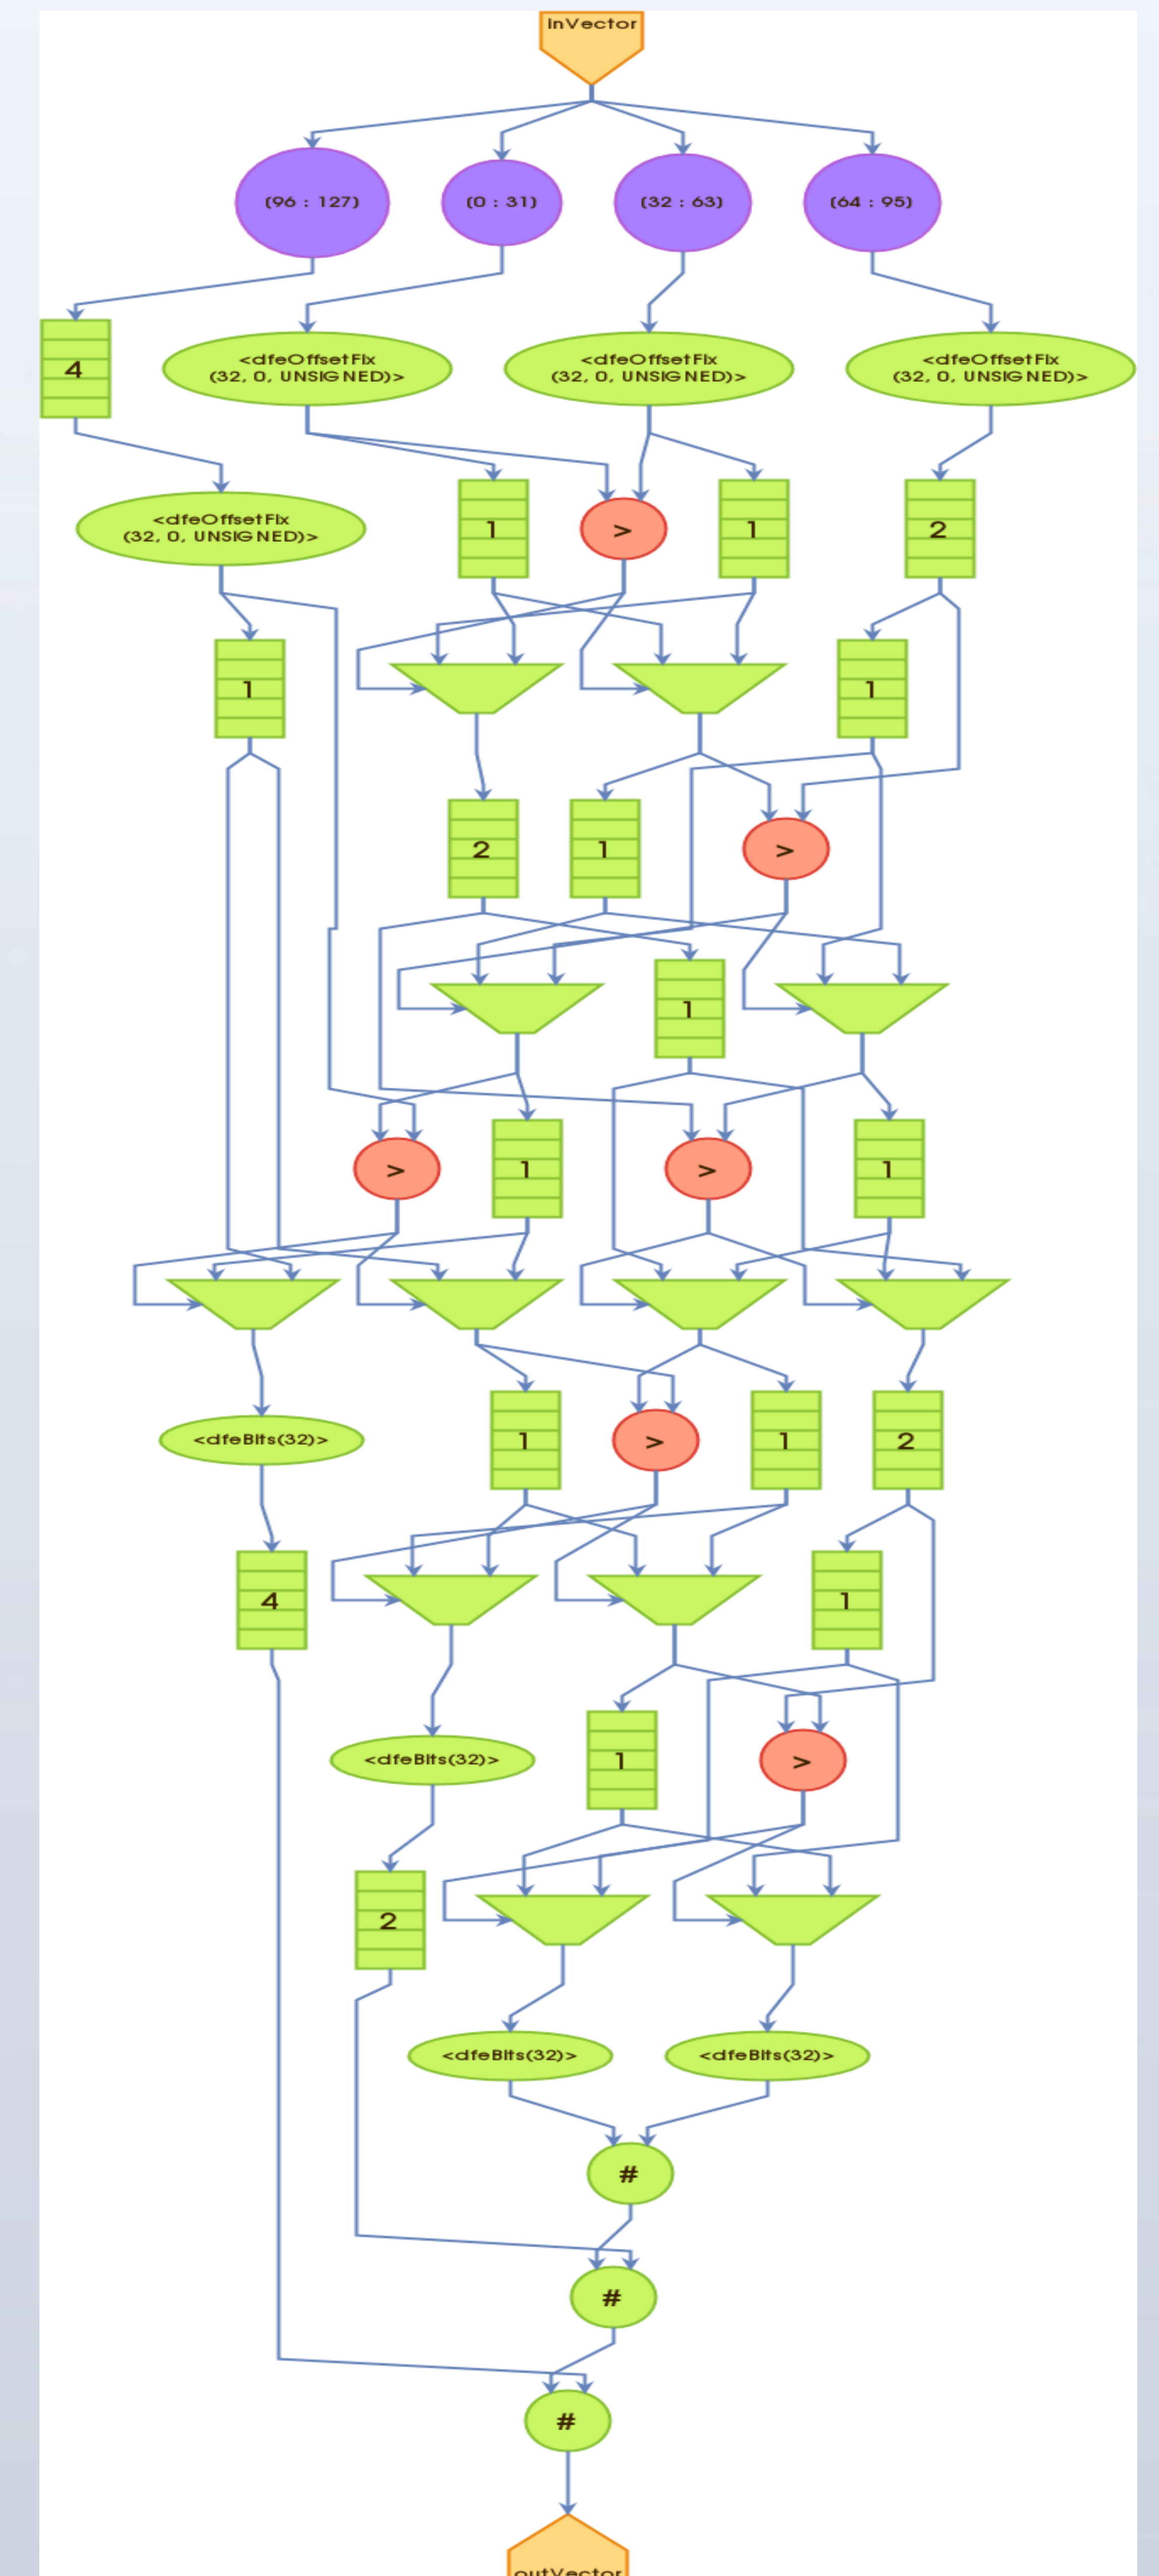 inVector
(96 : 127)
(0 : 31)
(32 : 63)
(64 : 95)
4
<dfeOffsetFix
(32, 0, UNSIGNED)>
<dfeOffsetFix
(32, 0, UNSIGNED)>
<dfeOffsetFix
(32, 0, UNSIGNED)>
<dfeOffsetFix
(32, 0, UNSIGNED)>
1
>
1
2
1
1
2
1
>
1
>
1
>
1
<dfeBits(32)>
1
>
1
2
4
1
<dfeBits(32)>
1
>
2
<dfeBits(32)>
<dfeBits(32)>
#
#
#
outVector